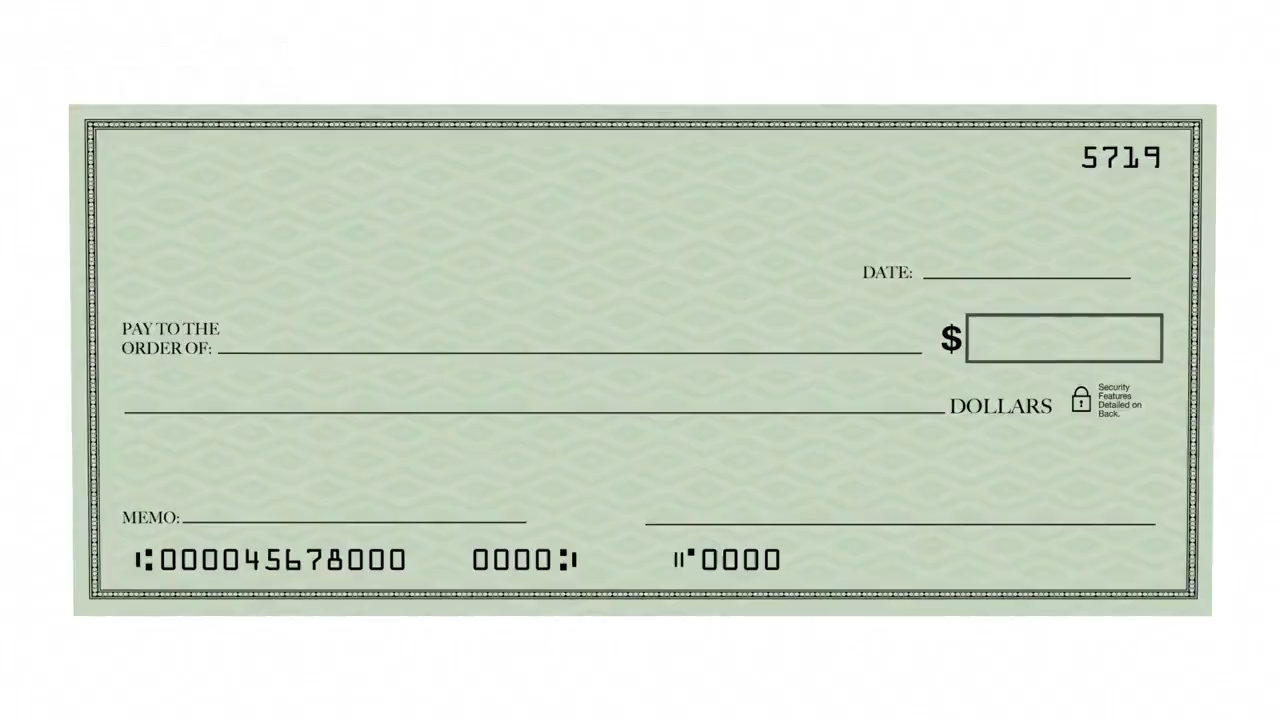 5719
DATE:
PAY TO THE
ORDER OF:
$
DOLLARS
Security
Features
Detailed on
Back.
MEMO:
⑆000045678000 0000⑆ ⑈0000